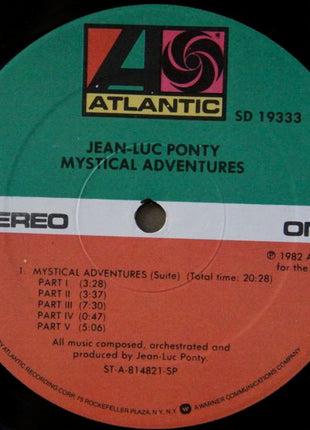 ATLANTIC
SD 19333
JEAN-LUC PONTY
MYSTICAL ADVENTURES
EREO
ON
℗ 1982 A
for the
1. MYSTICAL ADVENTURES (Suite) (Total time: 20:28)
PART I (3:28)
PART II (3:37)
PART III (7:30)
PART IV (0:47)
PART V (5:06)
All music composed, orchestrated and
produced by Jean-Luc Ponty.
ST-A-814821-SP
ATLANTIC RECORDING CORP. 75 ROCKEFELLER PLAZA, N.Y., N.Y. A WARNER COMMUNICATIONS COMPANY